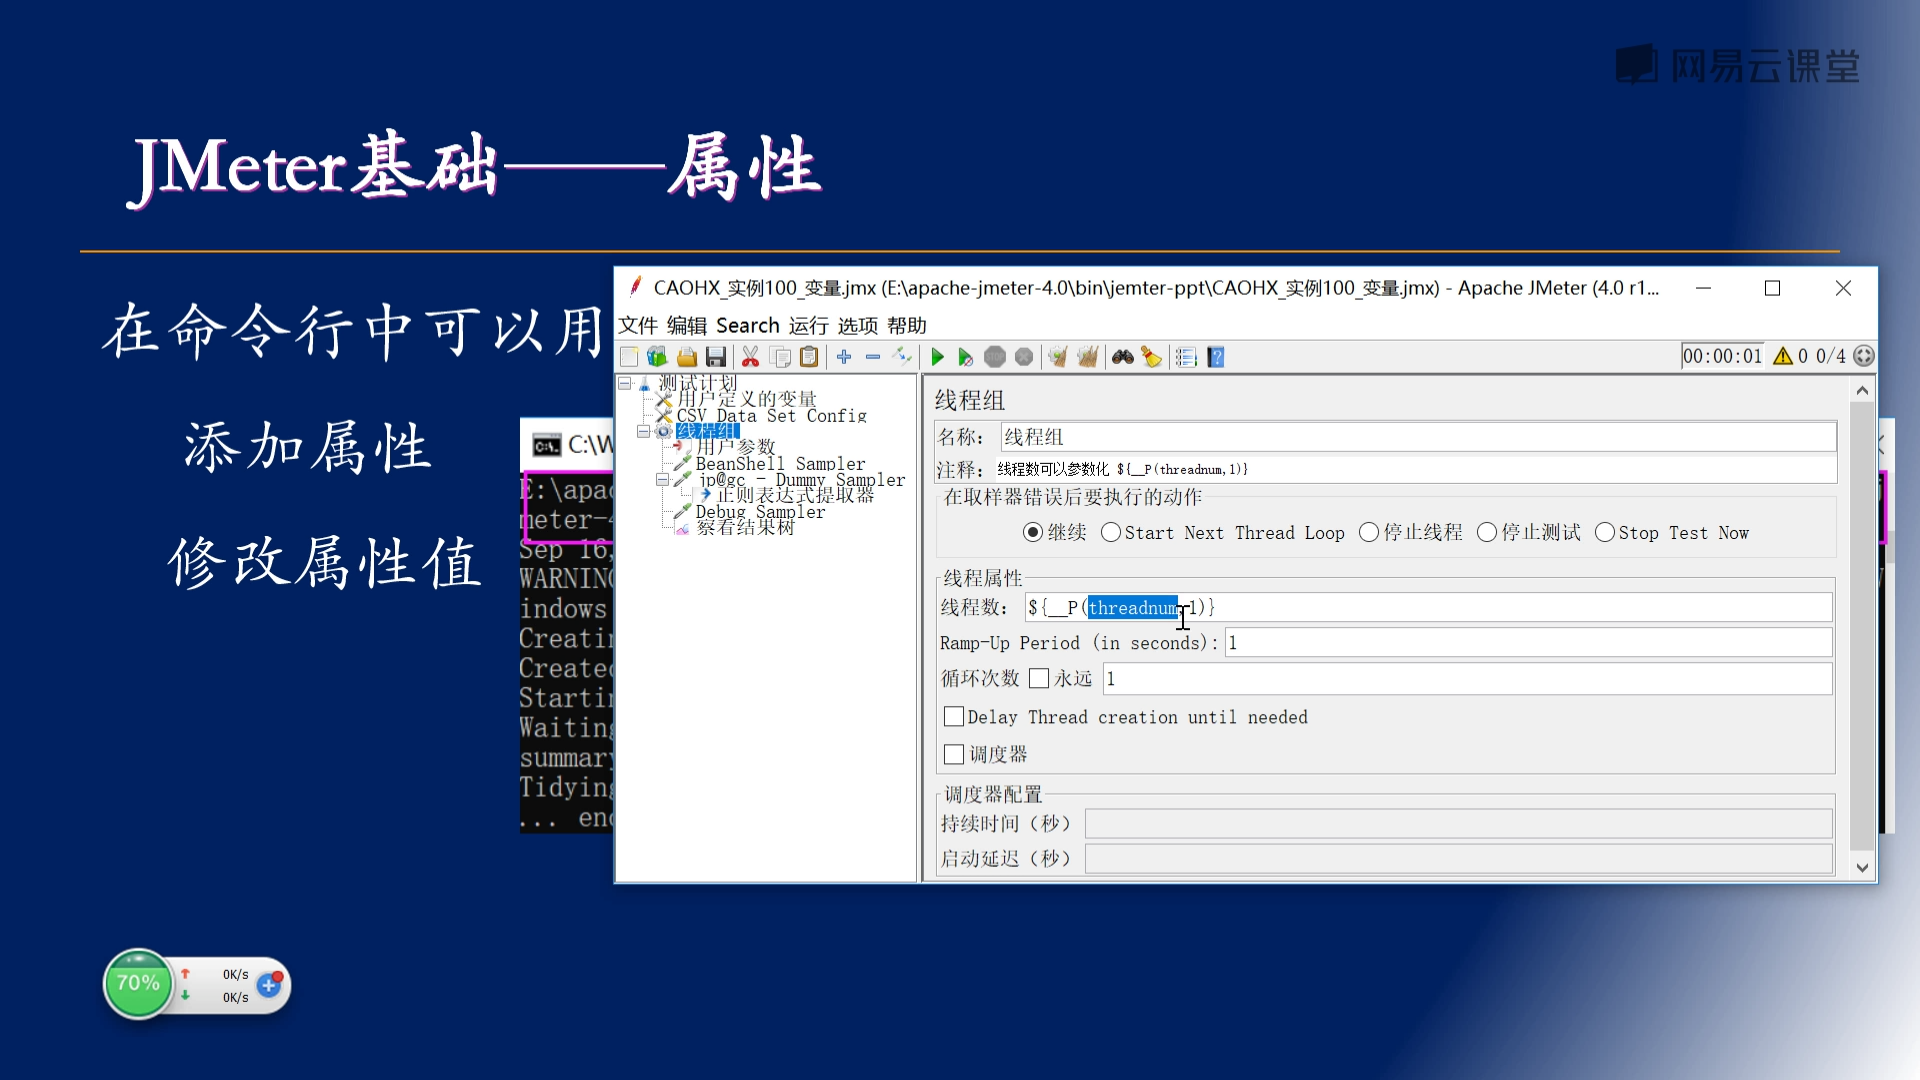 网易云课堂
JMeter基础——属性
在命令行中可以用
添加属性
修改属性值
C:\W
E:\apac
meter-4
Sep 16,
WARNING
indows
Creatin
Created
Startin
Waiting
summary
Tidying
... end
CAOHX_实例100_变量.jmx (E:\apache-jmeter-4.0\bin\jemter-ppt\CAOHX_实例100_变量.jmx) - Apache JMeter (4.0 r1...
文件 编辑 Search 运行 选项 帮助
00:00:01 0 0/4
测试计划
用户定义的变量
CSV Data Set Config
线程组
用户参数
BeanShell Sampler
jp@gc - Dummy Sampler
正则表达式提取器
Debug Sampler
察看结果树
线程组
名称: 线程组
注释: 线程数可以参数化 ${__P(threadnum,1)}
在取样器错误后要执行的动作
继续 Start Next Thread Loop 停止线程 停止测试 Stop Test Now
线程属性
线程数: ${__P(threadnum,1)}
Ramp-Up Period (in seconds): 1
循环次数 永远 1
Delay Thread creation until needed
调度器
调度器配置
持续时间（秒）
启动延迟（秒）
70%
0K/s
0K/s